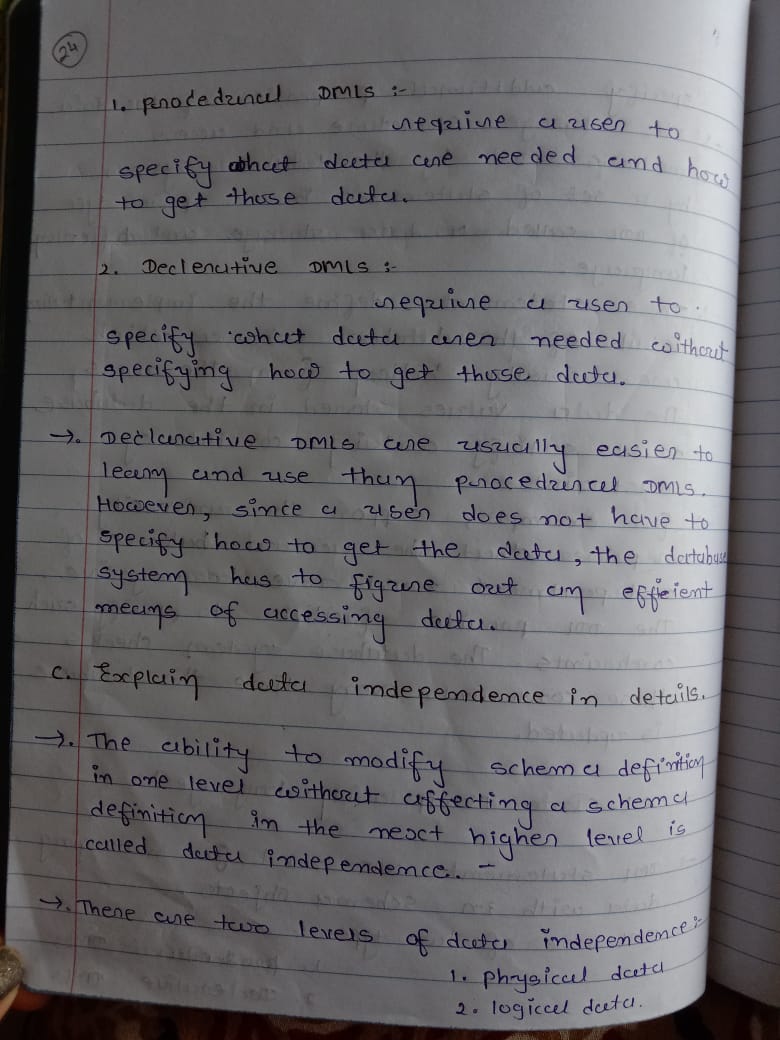 24
1. procedural DMLs :-
require a user to
specify what data are needed and how
to get those data.
2. Declerative DMLs :-
require a user to
specify what data arer needed without
specifying how to get those data.
→. Declarative DMLs are usually easier to
learn and use than procedural DMLs.
However, since a user does not have to
specify how to get the data, the database
system has to figure out an effieient
means of accessing data.
c. Explain data independence in details.
→. The ability to modify schema definition
in one level without affecting a schema
definition in the next higher level is
called data independence. -
→. There are two levels of data independence :-
1. physical data
2. logical data.